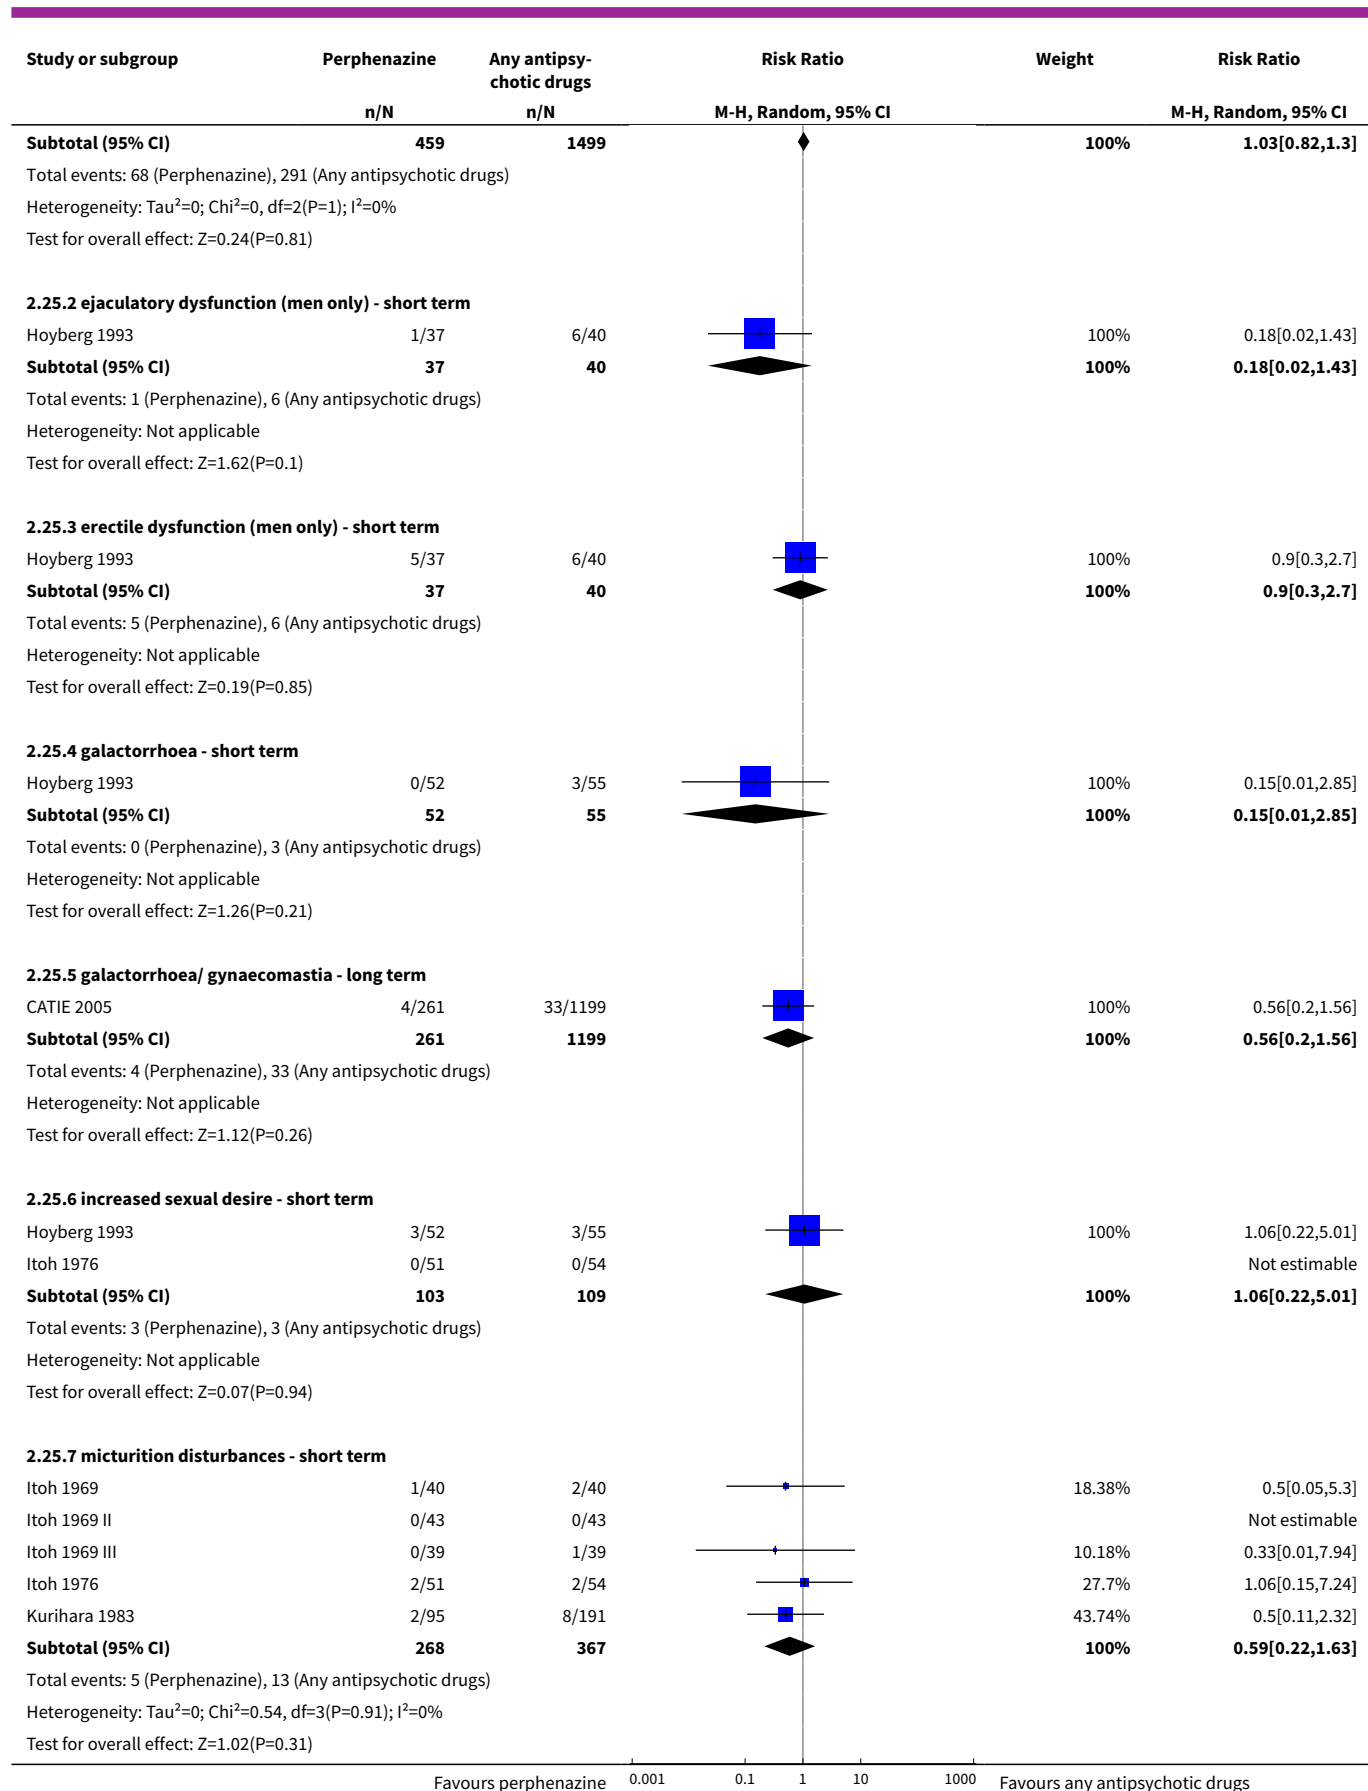 Study or subgroup Perphenazine Any antipsy- Risk Ratio Weight Risk Ratio
chotic drugs
n/N n/N M-H, Random, 95% CI M-H, Random, 95% CI
Subtotal (95% CI) 459 1499 100% 1.03[0.82,1.3]
Total events: 68 (Perphenazine), 291 (Any antipsychotic drugs)
Heterogeneity: Tau²=0; Chi²=0, df=2(P=1); I²=0%
Test for overall effect: Z=0.24(P=0.81)
2.25.2 ejaculatory dysfunction (men only) - short term
Hoyberg 1993 1/37 6/40 100% 0.18[0.02,1.43]
Subtotal (95% CI) 37 40 100% 0.18[0.02,1.43]
Total events: 1 (Perphenazine), 6 (Any antipsychotic drugs)
Heterogeneity: Not applicable
Test for overall effect: Z=1.62(P=0.1)
2.25.3 erectile dysfunction (men only) - short term
Hoyberg 1993 5/37 6/40 100% 0.9[0.3,2.7]
Subtotal (95% CI) 37 40 100% 0.9[0.3,2.7]
Total events: 5 (Perphenazine), 6 (Any antipsychotic drugs)
Heterogeneity: Not applicable
Test for overall effect: Z=0.19(P=0.85)
2.25.4 galactorrhoea - short term
Hoyberg 1993 0/52 3/55 100% 0.15[0.01,2.85]
Subtotal (95% CI) 52 55 100% 0.15[0.01,2.85]
Total events: 0 (Perphenazine), 3 (Any antipsychotic drugs)
Heterogeneity: Not applicable
Test for overall effect: Z=1.26(P=0.21)
2.25.5 galactorrhoea/ gynaecomastia - long term
CATIE 2005 4/261 33/1199 100% 0.56[0.2,1.56]
Subtotal (95% CI) 261 1199 100% 0.56[0.2,1.56]
Total events: 4 (Perphenazine), 33 (Any antipsychotic drugs)
Heterogeneity: Not applicable
Test for overall effect: Z=1.12(P=0.26)
2.25.6 increased sexual desire - short term
Hoyberg 1993 3/52 3/55 100% 1.06[0.22,5.01]
Itoh 1976 0/51 0/54 Not estimable
Subtotal (95% CI) 103 109 100% 1.06[0.22,5.01]
Total events: 3 (Perphenazine), 3 (Any antipsychotic drugs)
Heterogeneity: Not applicable
Test for overall effect: Z=0.07(P=0.94)
2.25.7 micturition disturbances - short term
Itoh 1969 1/40 2/40 18.38% 0.5[0.05,5.3]
Itoh 1969 II 0/43 0/43 Not estimable
Itoh 1969 III 0/39 1/39 10.18% 0.33[0.01,7.94]
Itoh 1976 2/51 2/54 27.7% 1.06[0.15,7.24]
Kurihara 1983 2/95 8/191 43.74% 0.5[0.11,2.32]
Subtotal (95% CI) 268 367 100% 0.59[0.22,1.63]
Total events: 5 (Perphenazine), 13 (Any antipsychotic drugs)
Heterogeneity: Tau²=0; Chi²=0.54, df=3(P=0.91); I²=0%
Test for overall effect: Z=1.02(P=0.31)
Favours perphenazine 0.001 0.1 1 10 1000 Favours any antipsychotic drugs